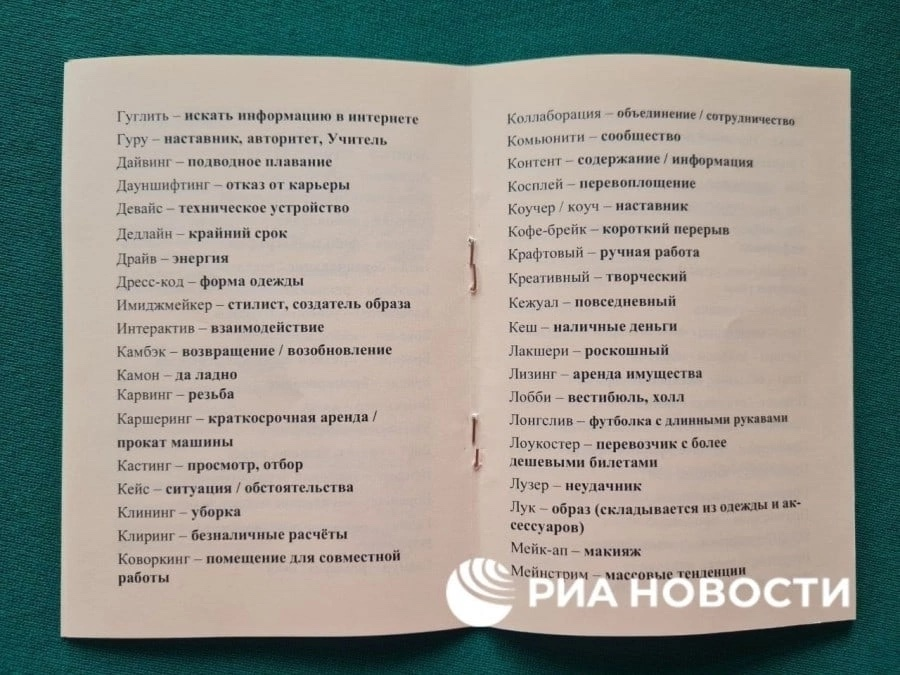 Гуглить – искать информацию в интернете
Гуру – наставник, авторитет, Учитель
Дайвинг – подводное плавание
Дауншифтинг – отказ от карьеры
Девайс – техническое устройство
Дедлайн – крайний срок
Драйв – энергия
Дресс-код – форма одежды
Имиджмейкер – стилист, создатель образа
Интерактив – взаимодействие
Камбэк – возвращение / возобновление
Камон – да ладно
Карвинг – резьба
Каршеринг – краткосрочная аренда /
прокат машины
Кастинг – просмотр, отбор
Кейс – ситуация / обстоятельства
Клининг – уборка
Клиринг – безналичные расчёты
Коворкинг – помещение для совместной
работы
Коллаборация – объединение / сотрудничество
Комьюнити – сообщество
Контент – содержание / информация
Косплей – перевоплощение
Коучер / коуч – наставник
Кофе-брейк – короткий перерыв
Крафтовый – ручная работа
Креативный – творческий
Кежуал – повседневный
Кеш – наличные деньги
Лакшери – роскошный
Лизинг – аренда имущества
Лобби – вестибюль, холл
Лонгслив – футболка с длинными рукавами
Лоукостер – перевозчик с более
дешевыми билетами
Лузер – неудачник
Лук – образ (складывается из одежды и ак-
сессуаров)
Мейк-ап – макияж
Мейнстрим – массовые тенденции
РИА НОВОСТИ